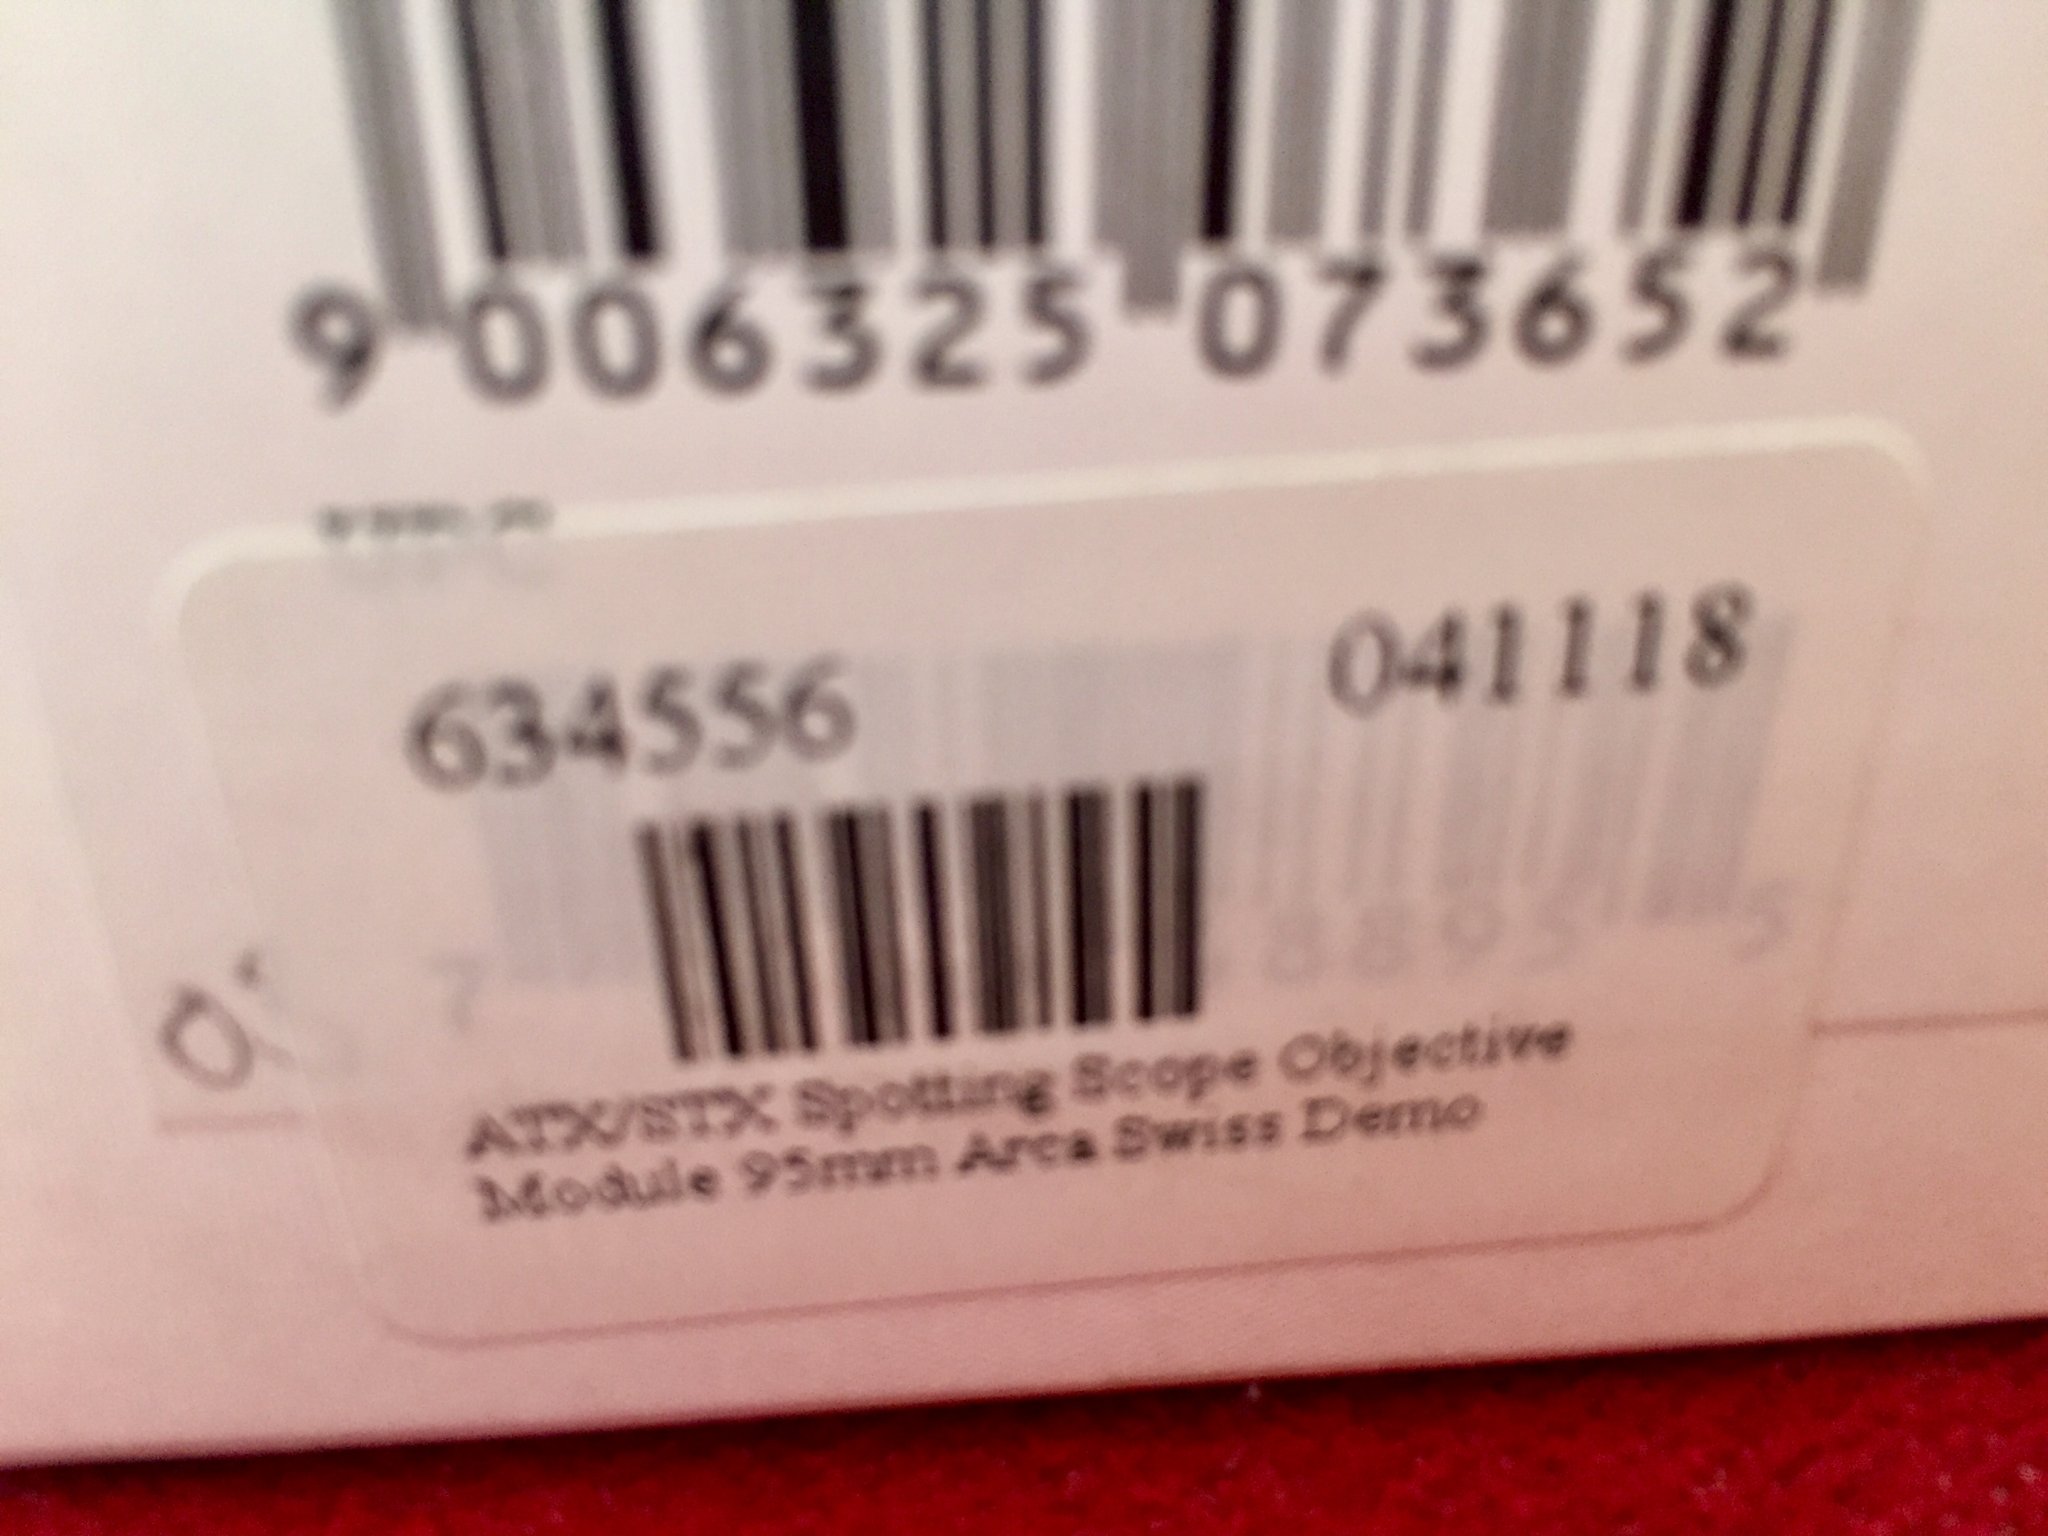 9 006325 073652
634556 041118
ATX/STX Spotting Scope Objective
Module 95mm Arca Swiss Demo